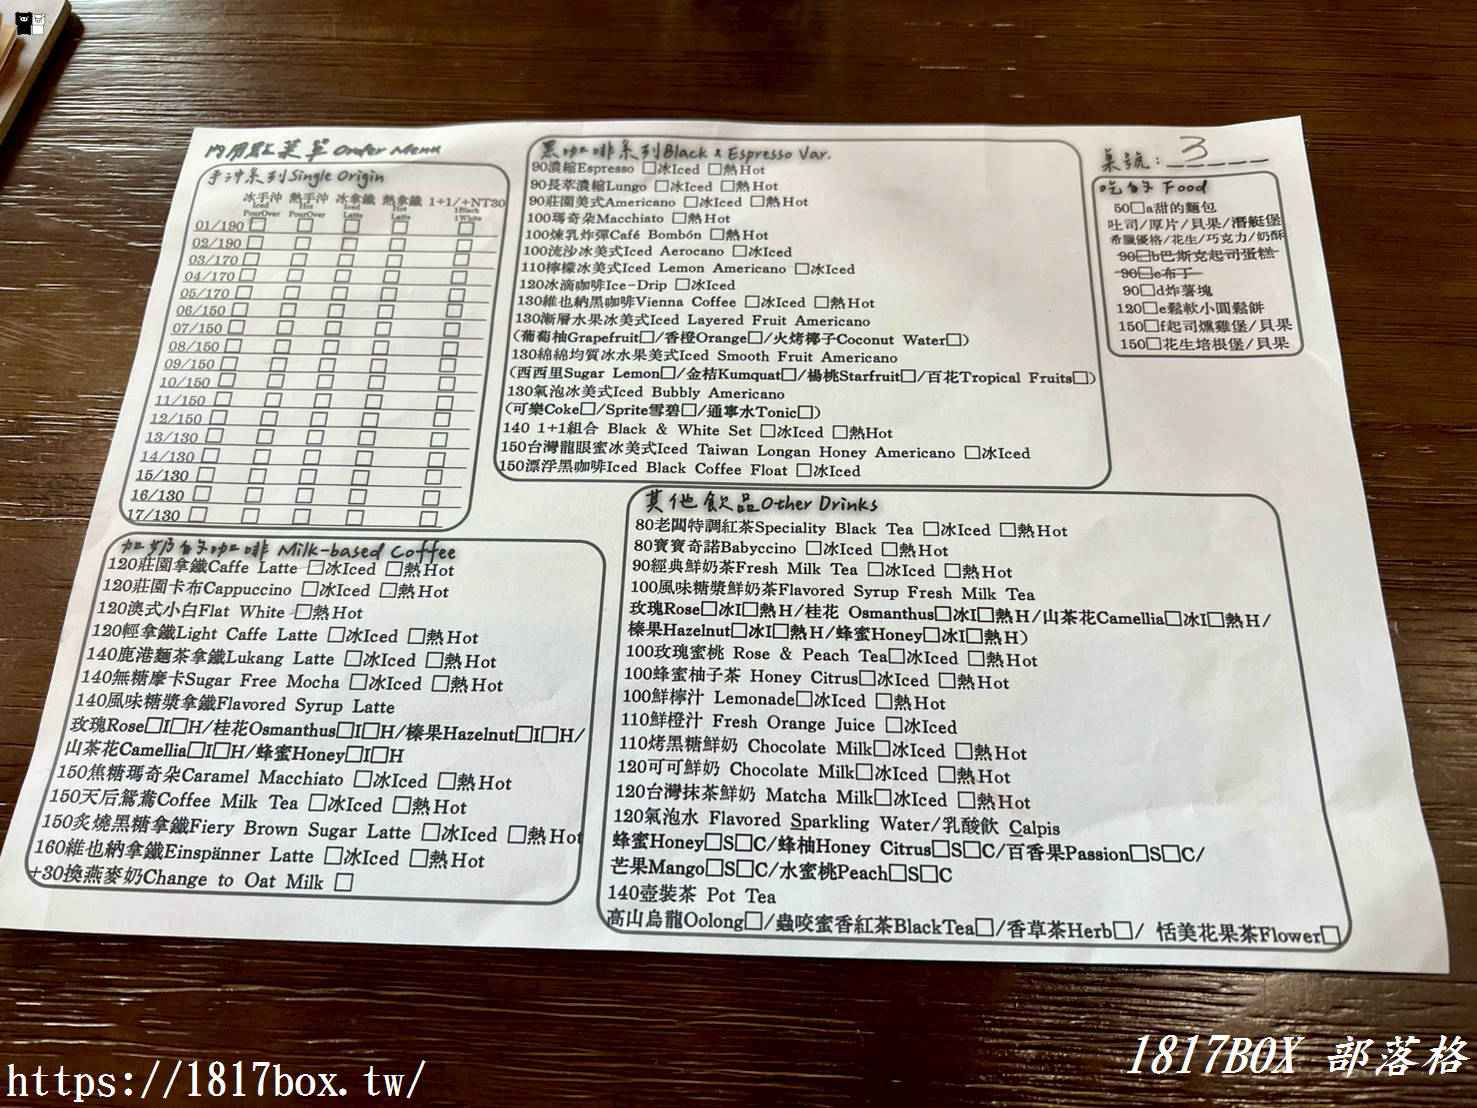 內用點菜單 Order Menu
手沖系列 Single Origin
冰手沖 熱手沖 冰拿鐵 熱拿鐵 1+1/+NT30
Iced PourOver Hot PourOver Iced Latte Hot Latte 1Black 1White
01/190 □ □ □ □ □
02/190 □ □ □ □ □
03/170 □ □ □ □ □
04/170 □ □ □ □ □
05/170 □ □ □ □ □
06/150 □ □ □ □ □
07/150 □ □ □ □ □
08/150 □ □ □ □ □
09/150 □ □ □ □ □
10/150 □ □ □ □ □
11/150 □ □ □ □ □
12/150 □ □ □ □ □
13/130 □ □ □ □ □
14/130 □ □ □ □ □
15/130 □ □ □ □ □
16/130 □ □ □ □ □
17/130 □ □ □ □ □
加奶的咖啡 Milk-based Coffee
120莊園拿鐵Caffe Latte □冰Iced □熱Hot
120莊園卡布Cappuccino □冰Iced □熱Hot
120澳式小白Flat White □熱Hot
120輕拿鐵Light Caffe Latte □冰Iced □熱Hot
140鹿港麵茶拿鐵Lukang Latte □冰Iced □熱Hot
140無糖摩卡Sugar Free Mocha □冰Iced □熱Hot
140風味糖漿拿鐵Flavored Syrup Latte
玫瑰Rose□I□H/桂花Osmanthus□I□H/榛果Hazelnut□I□H/
山茶花Camellia□I□H/蜂蜜Honey□I□H
150焦糖瑪奇朵Caramel Macchiato □冰Iced □熱Hot
150天后鴛鴦Coffee Milk Tea □冰Iced □熱Hot
150炙燒黑糖拿鐵Fiery Brown Sugar Latte □冰Iced □熱Hot
160維也納拿鐵Einspänner Latte □冰Iced □熱Hot
+30換燕麥奶Change to Oat Milk □
黑咖啡系列Black & Espresso Var.
90濃縮Espresso □冰Iced □熱Hot
90長萃濃縮Lungo □冰Iced □熱Hot
90莊園美式Americano □冰Iced □熱Hot
100瑪奇朵Macchiato □熱Hot
100煉乳炸彈Café Bombón □熱Hot
100流沙冰美式Iced Aerocano □冰Iced
110檸檬冰美式Iced Lemon Americano □冰Iced
120冰滴咖啡Ice-Drip □冰Iced
130維也納黑咖啡Vienna Coffee □冰Iced □熱Hot
130漸層水果冰美式Iced Layered Fruit Americano
(葡萄柚Grapefruit□/香橙Orange□/火烤椰子Coconut Water□)
130綿綿均質冰水果美式Iced Smooth Fruit Americano
(西西里Sugar Lemon□/金桔Kumquat□/楊桃Starfruit□/百花Tropical Fruits□)
130氣泡冰美式Iced Bubbly Americano
(可樂Coke□/Sprite雪碧□/通寧水Tonic□)
140 1+1組合 Black & White Set □冰Iced □熱Hot
150台灣龍眼蜜冰美式Iced Taiwan Longan Honey Americano □冰Iced
150漂浮黑咖啡Iced Black Coffee Float □冰Iced
桌號: 3
吃的 Food
50□a甜的麵包
吐司/厚片/貝果/潛艇堡
希臘優格/花生/巧克力/奶酥
90□b巴斯克起司蛋糕
90□c布丁
90□d炸薯塊
120□e鬆軟小圓鬆餅
150□f起司燻雞堡/貝果
150□花生培根堡/貝果
其他飲品Other Drinks
80老闆特調紅茶Speciality Black Tea □冰Iced □熱Hot
80寶寶奇諾Babyccino □冰Iced □熱Hot
90經典鮮奶茶Fresh Milk Tea □冰Iced □熱Hot
100風味糖漿鮮奶茶Flavored Syrup Fresh Milk Tea
玫瑰Rose□冰I□熱H/桂花 Osmanthus□冰I□熱H/山茶花Camellia□冰I□熱H/
榛果Hazelnut□冰I□熱H/蜂蜜Honey□冰I□熱H)
100玫瑰蜜桃 Rose & Peach Tea□冰Iced □熱Hot
100蜂蜜柚子茶 Honey Citrus□冰Iced □熱Hot
100鮮檸汁 Lemonade□冰Iced □熱Hot
110鮮橙汁 Fresh Orange Juice □冰Iced
110烤黑糖鮮奶 Chocolate Milk□冰Iced □熱Hot
120可可鮮奶 Chocolate Milk□冰Iced □熱Hot
120台灣抹茶鮮奶 Matcha Milk□冰Iced □熱Hot
120氣泡水 Flavored Sparkling Water/乳酸飲 Calpis
蜂蜜Honey□S□C/蜂柚Honey Citrus□S□C/百香果Passion□S□C/
芒果Mango□S□C/水蜜桃Peach□S□C
140壺裝茶 Pot Tea
高山烏龍Oolong□/蟲咬蜜香紅茶BlackTea□/香草茶Herb□/ 恬美花果茶Flower□
https://1817box.tw/
1817BOX 部落格